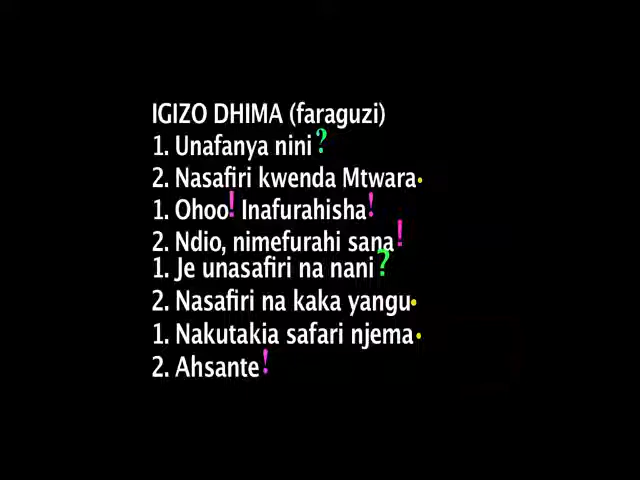 IGIZO DHIMA (faraguzi)
1. Unafanya nini?
2. Nasafiri kwenda Mtwara.
1. Ohoo! Inafurahisha!
2. Ndio, nimefurahi sana!
1. Je unasafiri na nani?
2. Nasafiri na kaka yangu.
1. Nakutakia safari njema.
2. Ahsante!